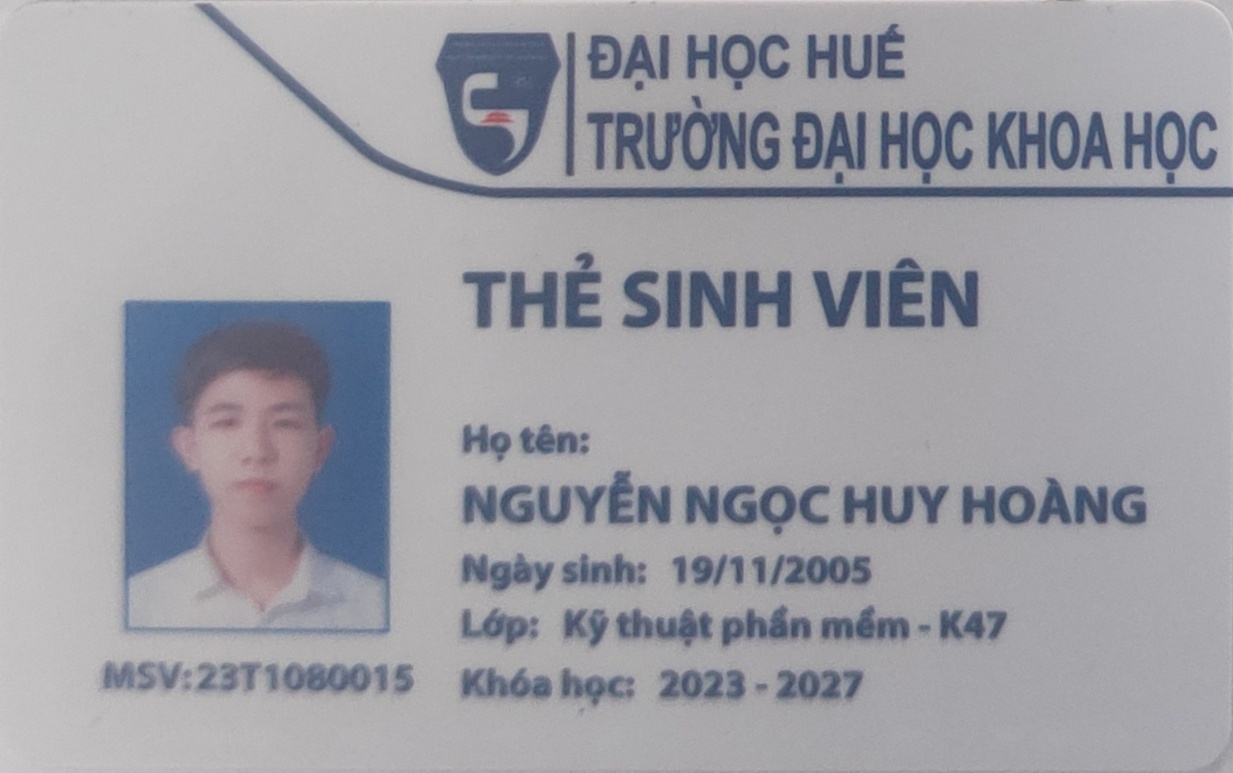 ĐẠI HỌC HUẾ
TRƯỜNG ĐẠI HỌC KHOA HỌC
THẺ SINH VIÊN
Họ tên:
NGUYỄN NGỌC HUY HOÀNG
Ngày sinh: 19/11/2005
Lớp: Kỹ thuật phần mềm - K47
Khóa học: 2023 - 2027
MSV:23T1080015